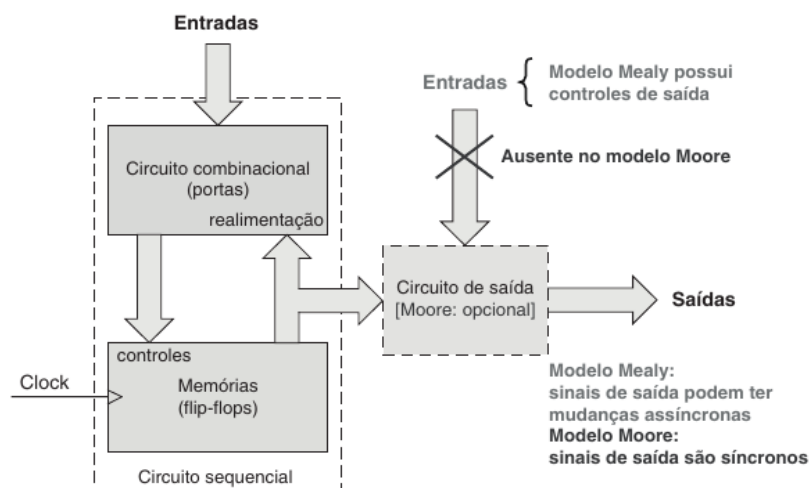 Entradas
Entradas
Modelo Mealy possui
controles de saída
Ausente no modelo Moore
Circuito combinacional
(portas)
realimentação
Circuito de saída
[Moore: opcional]
Saídas
controles
Clock
Memórias
(flip-flops)
Circuito sequencial
Modelo Mealy:
sinais de saída podem ter
mudanças assíncronas
Modelo Moore:
sinais de saída são síncronos